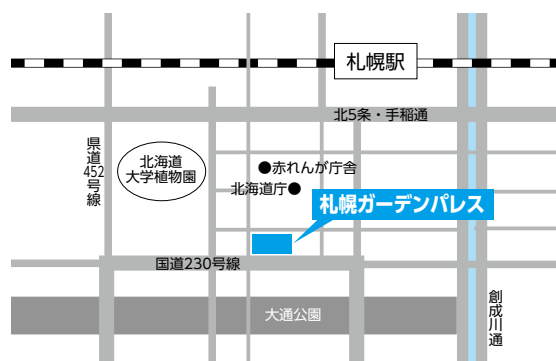 札幌駅
北5条・手稲通
県道
452
号線
北海道
大学植物園
●赤れんが庁舎
北海道庁●
札幌ガーデンパレス
国道230号線
大通公園
創成川通